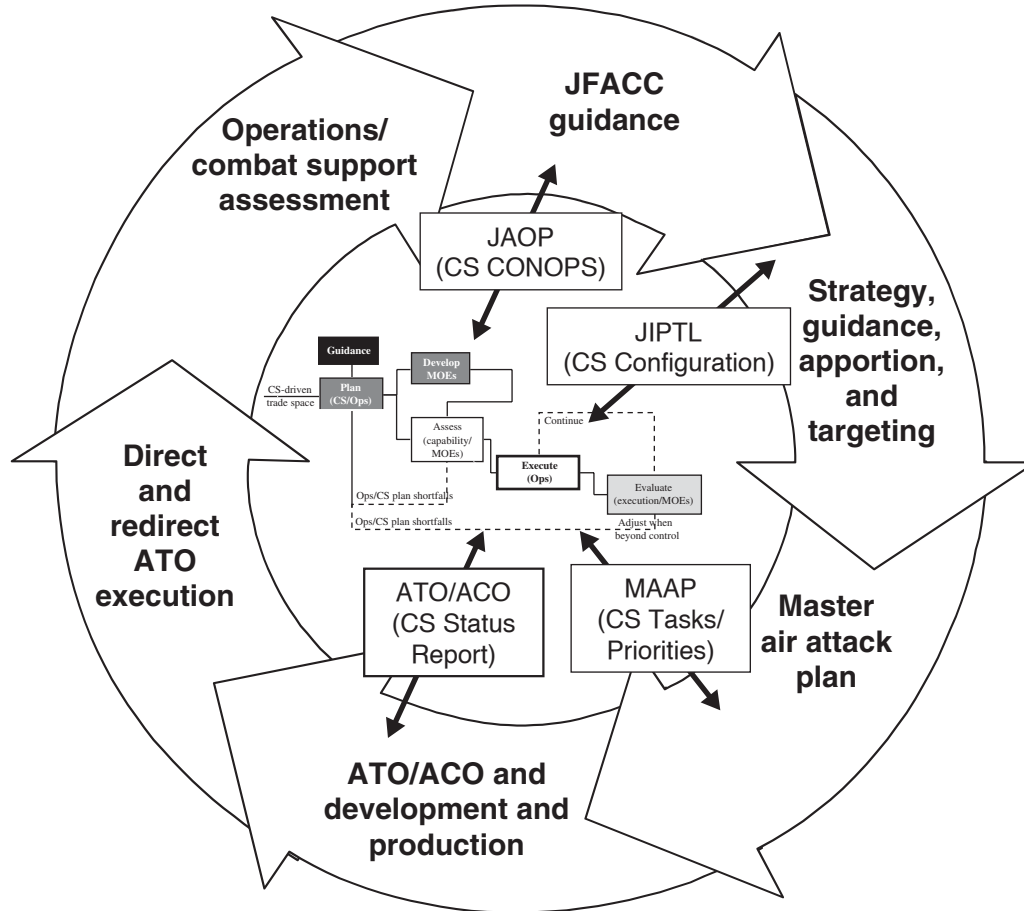 JFACC
guidance
Operations/
combat support
assessment
JAOP
(CS CONOPS)
Strategy,
guidance,
apportion,
and
targeting
JIPTL
(CS Configuration)
Guidance
Develop
MOEs
CS-driven
trade space
Plan
(CS/Ops)
Assess
(capability/
MOEs)
Continue
Execute
(Ops)
Evaluate
(execution/MOEs)
Ops/CS plan shortfalls
Ops/CS plan shortfalls
Adjust when
beyond control
Direct
and
redirect
ATO
execution
ATO/ACO
(CS Status
Report)
MAAP
(CS Tasks/
Priorities)
Master
air attack
plan
ATO/ACO and
development and
production